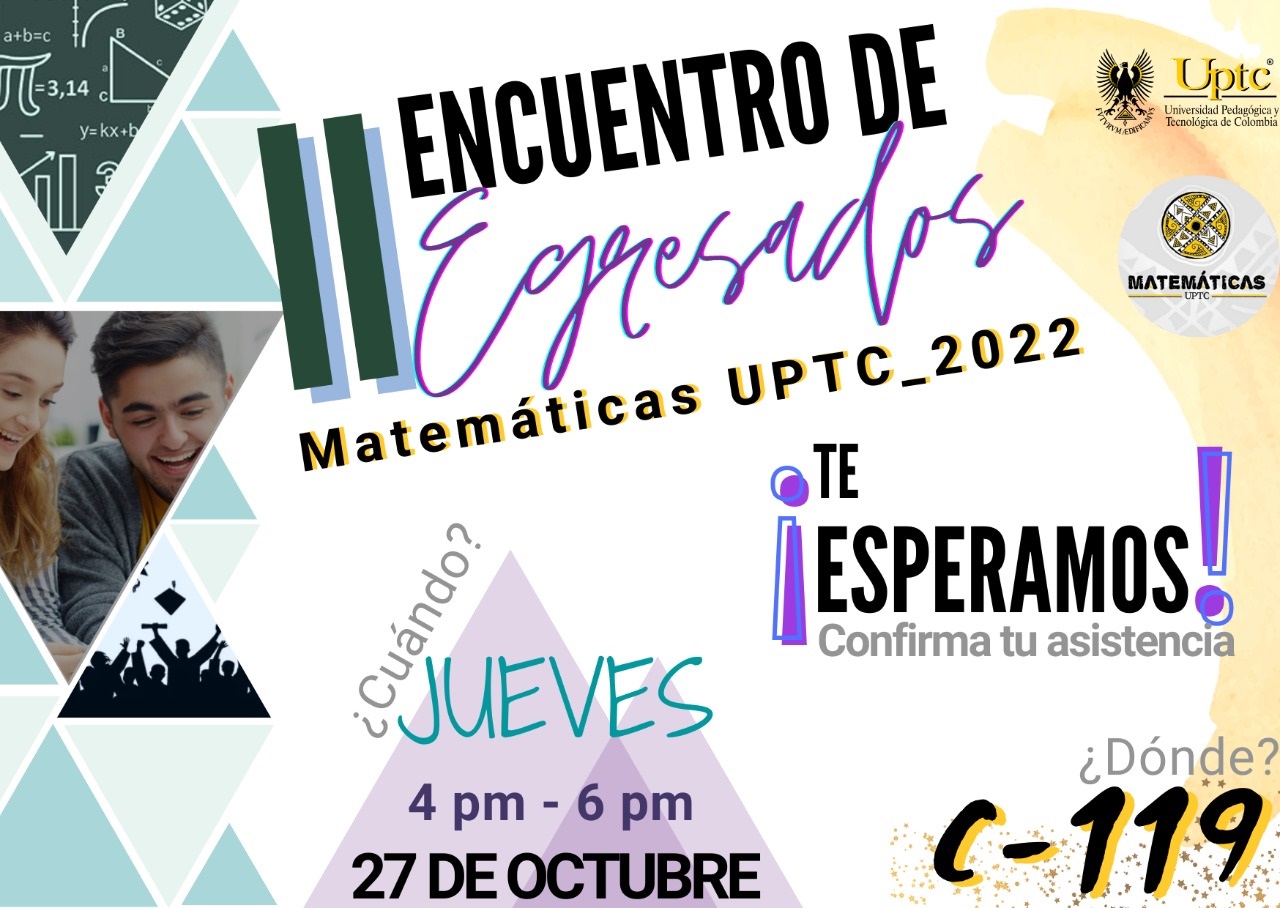 a+b=c
B
c
π=3,14
C
y=kx+b
II
ENCUENTRO DE
Egresados
Matemáticas UPTC_2022
Uptc®
Universidad Pedagógica y
Tecnológica de Colombia
MATEMÁTICAS
UPTC
¡TE
ESPERAMOS!
Confirma tu asistencia
¿Cuándo?
JUEVES
4 pm - 6 pm
27 DE OCTUBRE
¿Dónde?
C-119